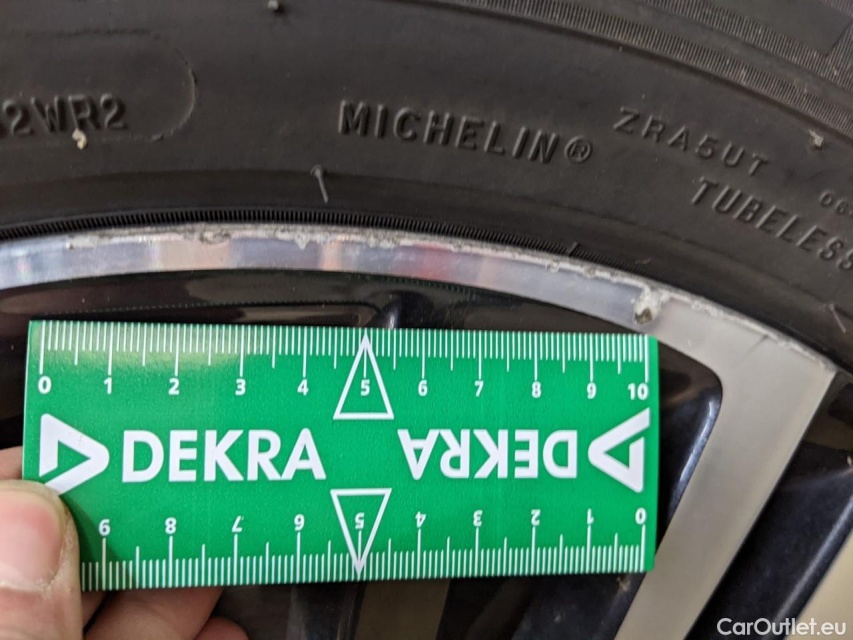 2WR2
MICHELIN®
ZRA5UT
TUBELESS
0 1 2 3 4 5 6 7 8 9 10
DEKRA
DEKRA
9 8 7 6 5 4 3 2 1 0
CarOutlet.eu